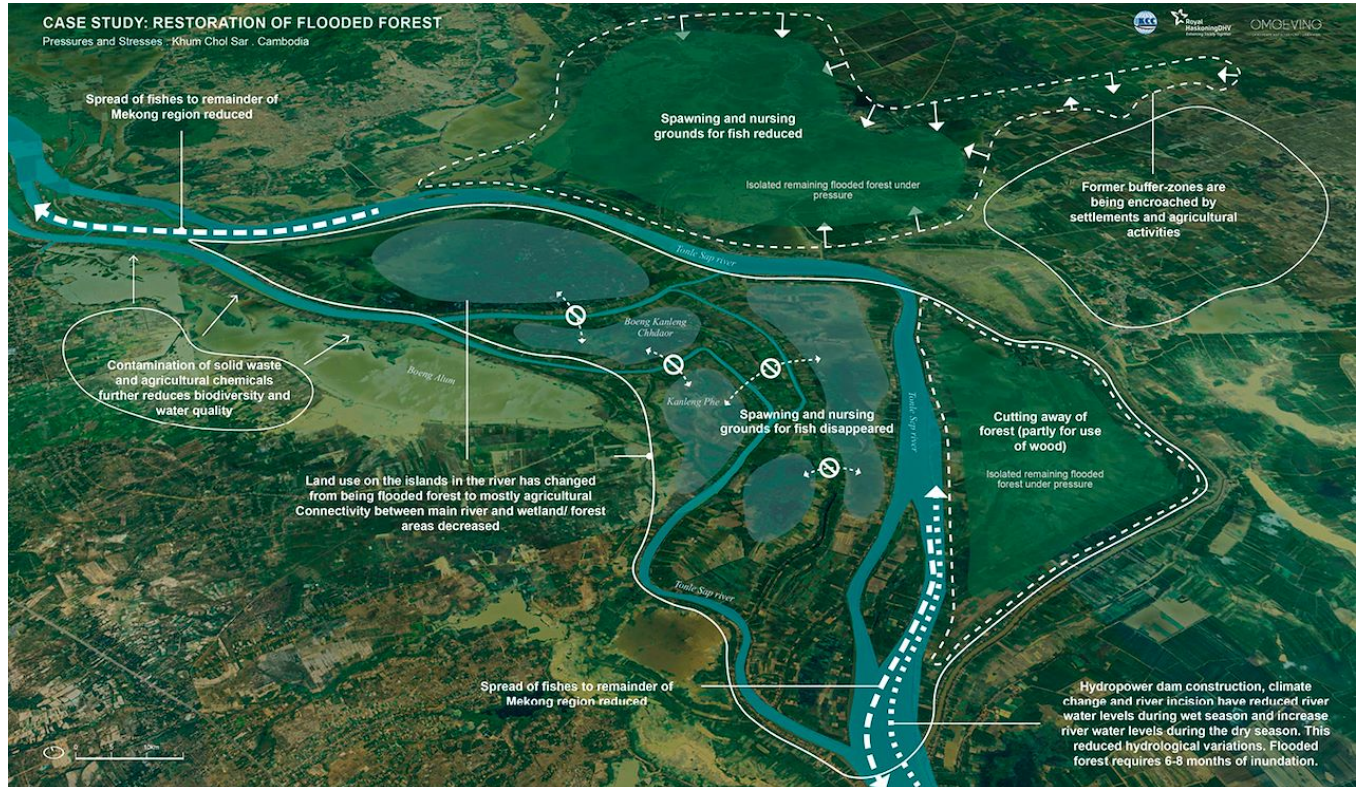 CASE STUDY: RESTORATION OF FLOODED FOREST
Pressures and Stresses . Khum Chol Sar . Cambodia
KCC
Royal
HaskoningDHV
OMGEVING
Spread of fishes to remainder of
Mekong region reduced
Spawning and nursing
grounds for fish reduced
Isolated remaining flooded forest under
pressure
Former buffer-zones are
being encroached by
settlements and agricultural
activities
Tonle Sap river
Boeng Kanleng
Chhdaor
Contamination of solid waste
and agricultural chemicals
further reduces biodiversity and
water quality
Boeng Alum
Kanleng Phe
Spawning and nursing
grounds for fish disappeared
Tonle Sap river
Cutting away of
forest (partly for use
of wood)
Isolated remaining flooded
forest under pressure
Land use on the islands in the river has changed
from being flooded forest to mostly agricultural
Connectivity between main river and wetland/ forest
areas decreased
Tonle Sap river
Spread of fishes to remainder of
Mekong region reduced
Hydropower dam construction, climate
change and river incision have reduced river
water levels during wet season and increase
river water levels during the dry season. This
reduced hydrological variations. Flooded
forest requires 6-8 months of inundation.
0